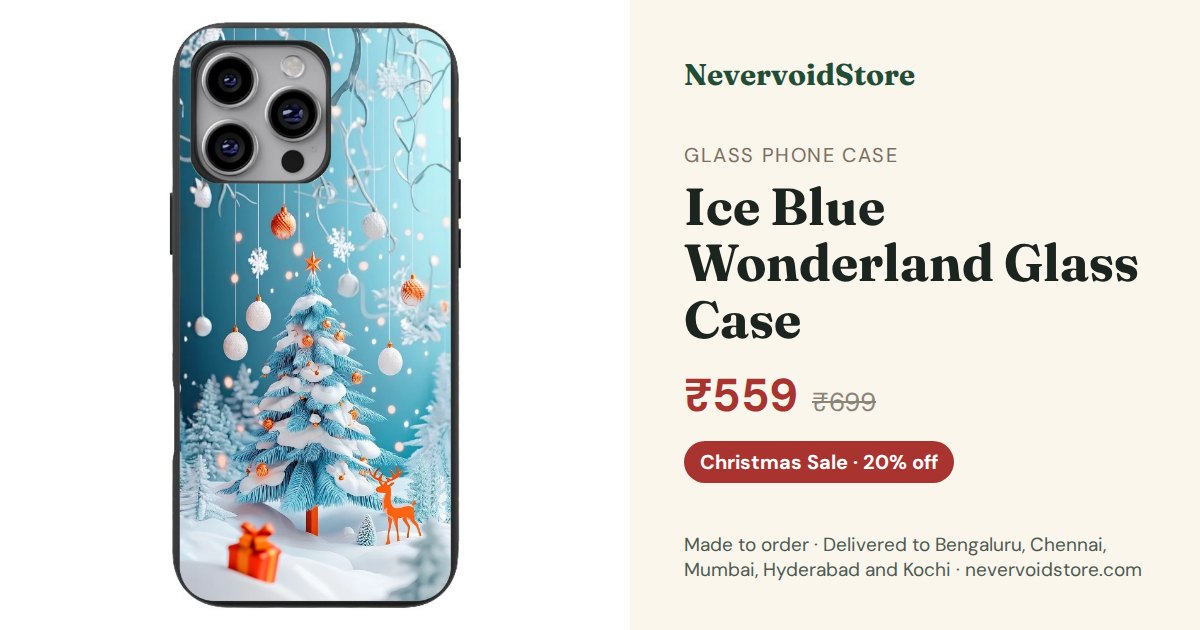 NevervoidStore
GLASS PHONE CASE
Ice Blue
Wonderland Glass
Case
₹559 ₹699
Christmas Sale · 20% off
Made to order · Delivered to Bengaluru, Chennai,
Mumbai, Hyderabad and Kochi · nevervoidstore.com